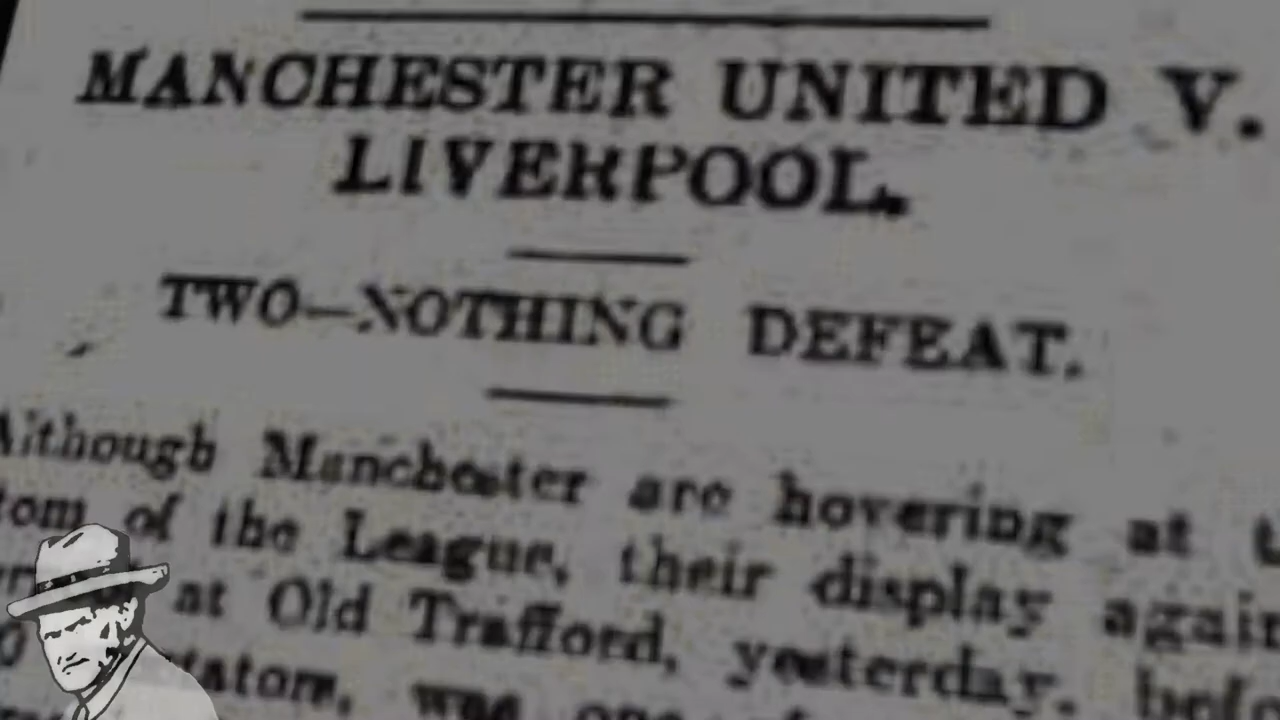 MANCHESTER UNITED V.
LIVERPOOL.
TWO—NOTHING DEFEAT.
Although Manchester are hovering at
of the League, their display
at Old Trafford, yesterday,
was